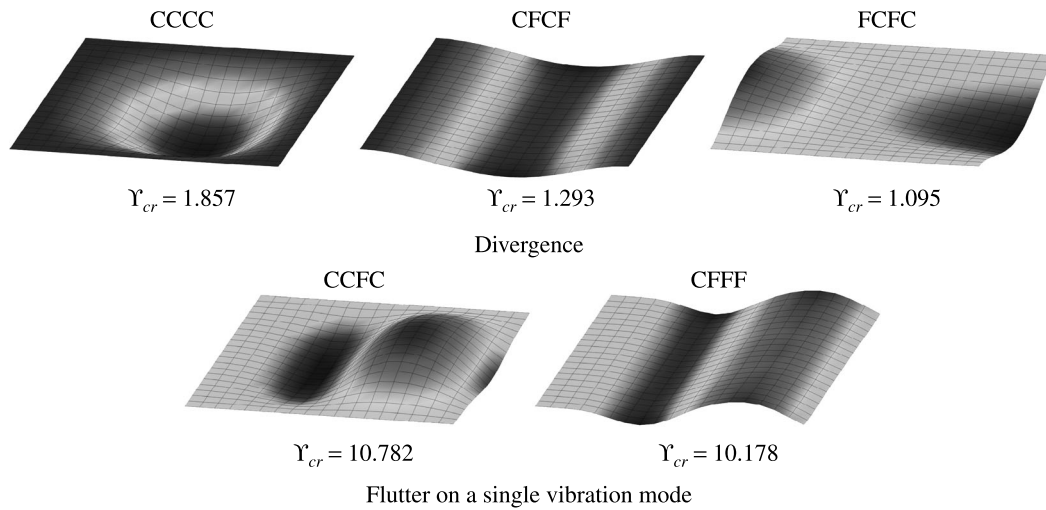 CCCC CFCF FCFC
ϒcr = 1.857 ϒcr = 1.293 ϒcr = 1.095
Divergence
CCFC CFFF
ϒcr = 10.782 ϒcr = 10.178
Flutter on a single vibration mode